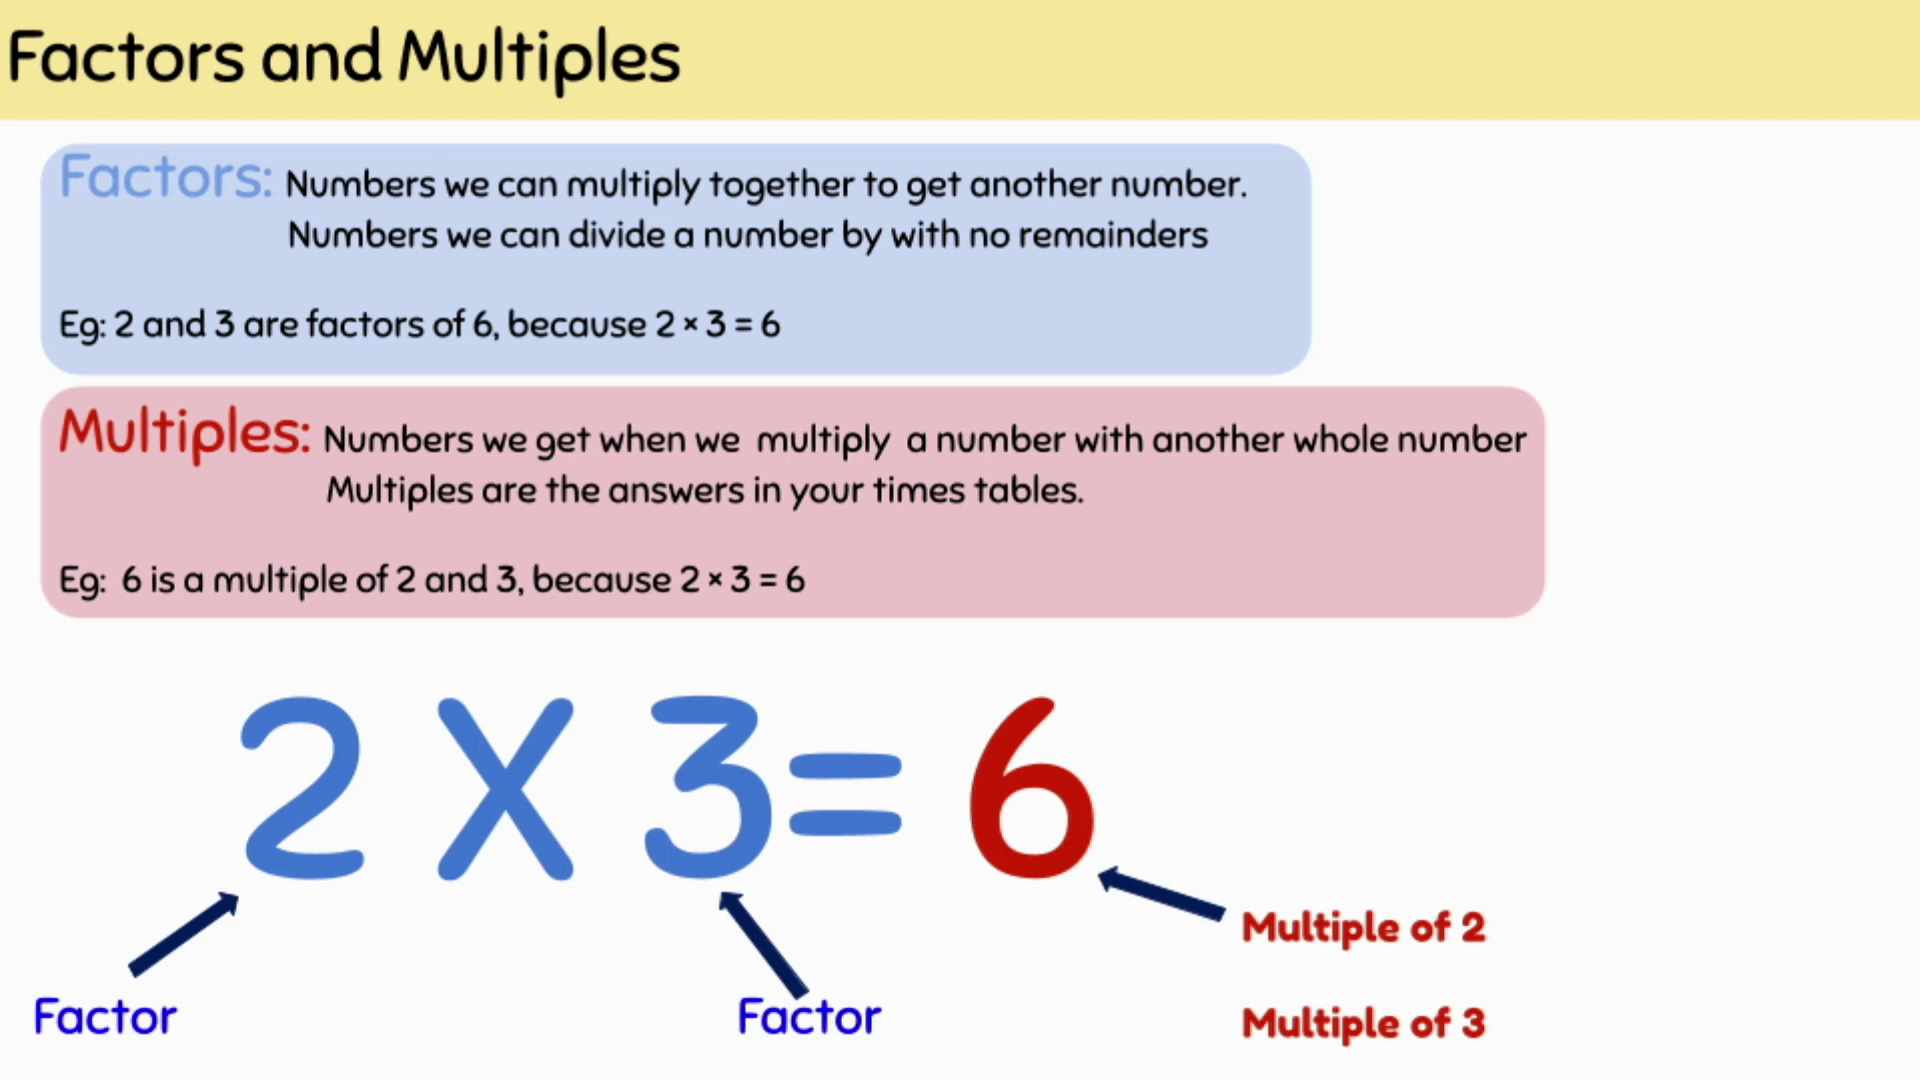 Factors and Multiples
Factors: Numbers we can multiply together to get another number.
Numbers we can divide a number by with no remainders
Eg: 2 and 3 are factors of 6, because 2 × 3 = 6
Multiples: Numbers we get when we multiply a number with another whole number
Multiples are the answers in your times tables.
Eg: 6 is a multiple of 2 and 3, because 2 × 3 = 6
2 X 3 = 6
Multiple of 2
Factor Factor
Multiple of 3